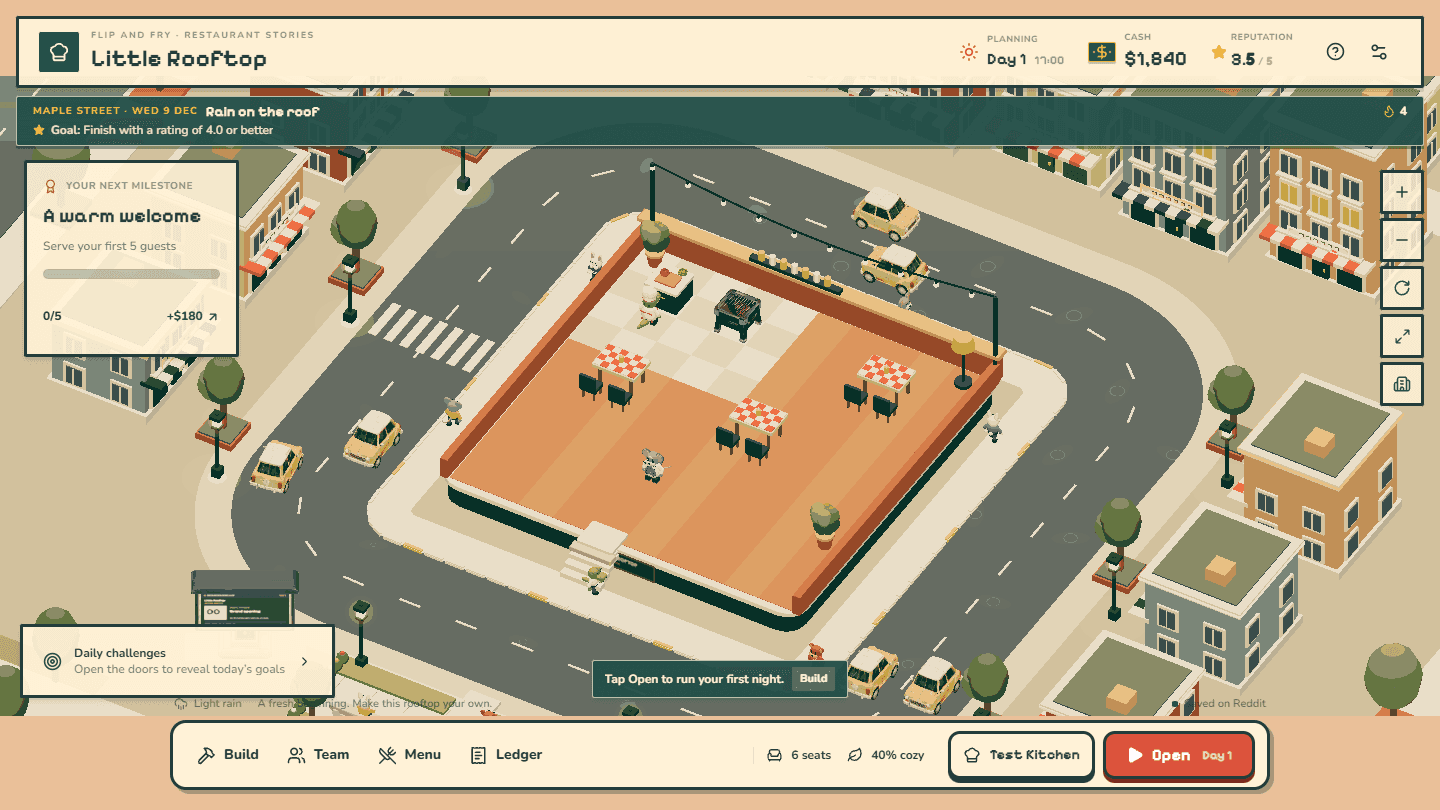 FLIP AND FRY · RESTAURANT STORIES
Little Rooftop
PLANNING
Day 1 17:00
CASH
$1,840
REPUTATION
3.5 / 5
MAPLE STREET · WED 9 DEC Rain on the roof
4
Goal: Finish with a rating of 4.0 or better
YOUR NEXT MILESTONE
A warm welcome
Serve your first 5 guests
0/5 +$180
Daily challenges
Open the doors to reveal today's goals
Tap Open to run your first night. Build
Light rain A fresh beginning. Make this rooftop your own.
on Reddit
Build Team Menu Ledger
6 seats 40% cozy
Test Kitchen
Open Day 1